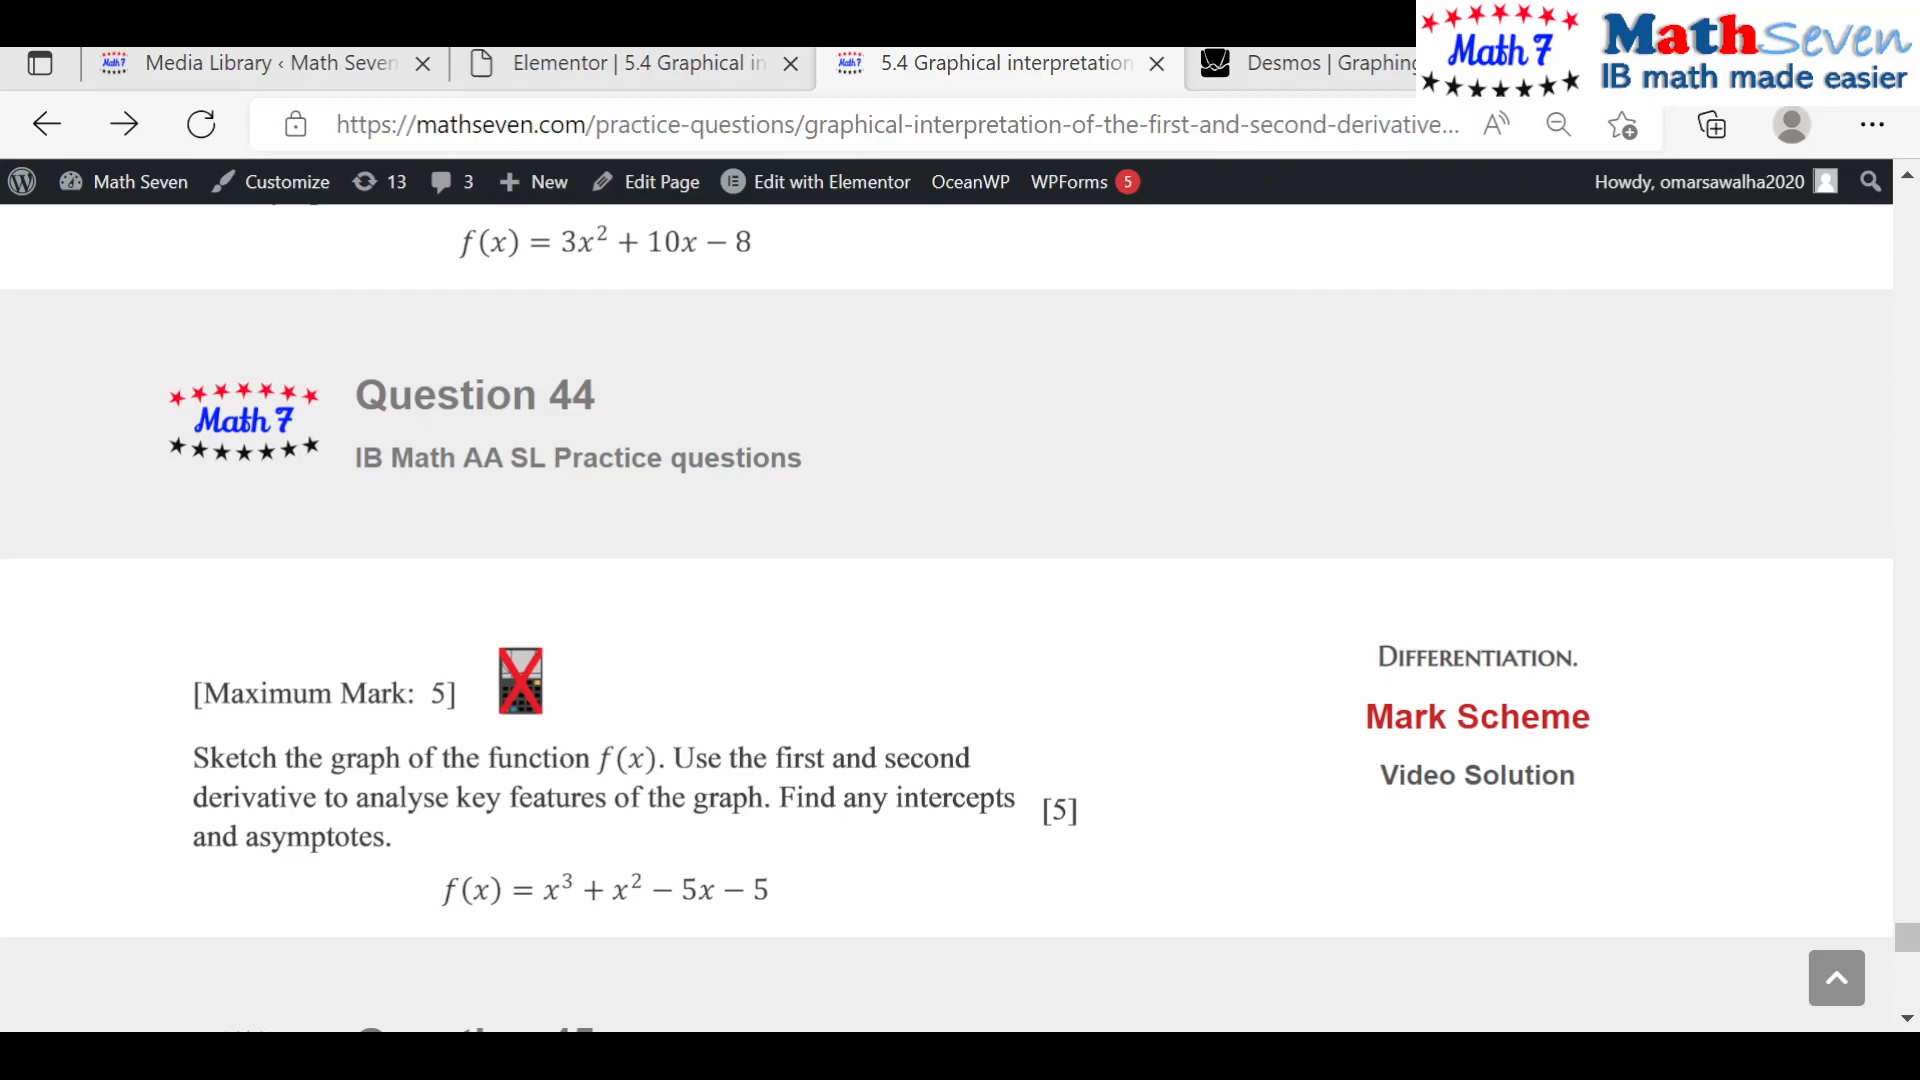 Math 7
MathSeven
IB math made easier
Media Library ‹ Math Seven
Elementor | 5.4 Graphical in
5.4 Graphical interpretation
Desmos | Graphing
https://mathseven.com/practice-questions/graphical-interpretation-of-the-first-and-second-derivative...
Math Seven Customize 13 3 New Edit Page Edit with Elementor OceanWP WPForms 5 Howdy, omarsawalha2020
f(x) = 3x² + 10x − 8
Math 7
Question 44
IB Math AA SL Practice questions
[Maximum Mark: 5]
Sketch the graph of the function f(x). Use the first and second
derivative to analyse key features of the graph. Find any intercepts [5]
and asymptotes.
f(x) = x³ + x² − 5x − 5
DIFFERENTIATION.
Mark Scheme
Video Solution